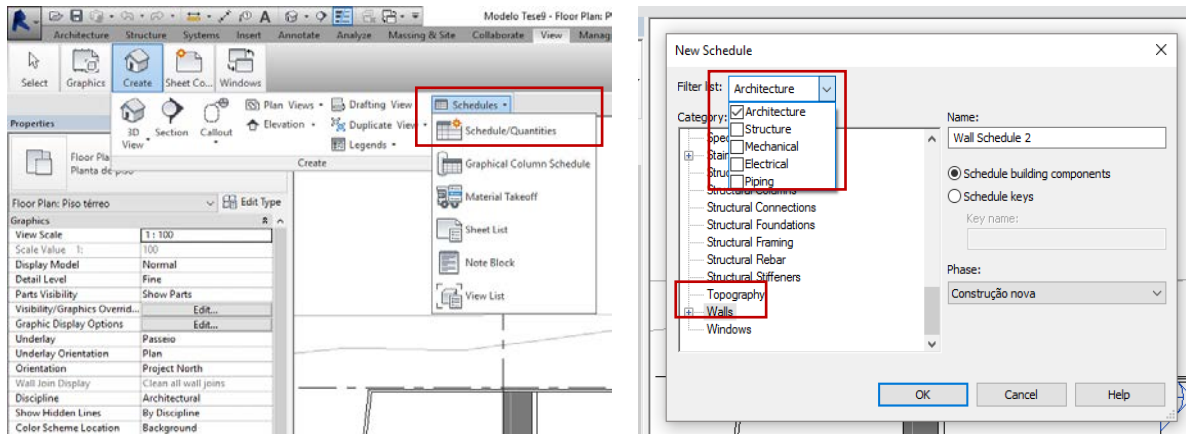 Modelo Tese9 - Floor Plan: P
Architecture Structure Systems Insert Annotate Analyze Massing & Site Collaborate View Manag
Select Graphics Create Sheet Co... Windows
3D View Section Callout
Plan Views Drafting View Schedules
Elevation Duplicate View
Legends
Create
Schedule/Quantities
Graphical Column Schedule
Material Takeoff
Sheet List
Note Block
View List
Properties
Floor Pla
Planta de piso
Floor Plan: Piso térreo Edit Type
Graphics
View Scale 1 : 100
Scale Value 1: 100
Display Model Normal
Detail Level Fine
Parts Visibility Show Parts
Visibility/Graphics Overrid... Edit...
Graphic Display Options Edit...
Underlay Passeio
Underlay Orientation Plan
Orientation Project North
Wall Join Display Clean all wall joins
Discipline Architectural
Show Hidden Lines By Discipline
Color Scheme Location Background
New Schedule
Filter list: Architecture
Architecture
Structure
Mechanical
Electrical
Piping
Category:
Spec
Stair
Struc
Structural Columns
Structural Connections
Structural Foundations
Structural Framing
Structural Rebar
Structural Stiffeners
Topography
Walls
Windows
Name:
Wall Schedule 2
Schedule building components
Schedule keys
Key name:
Phase:
Construção nova
OK Cancel Help